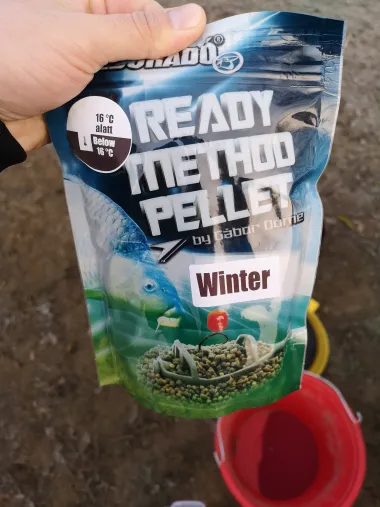 DORADO
16 °C
alatt
Below
16 °C
READY
METHOD
PELLET
by Gábor Döme
Winter